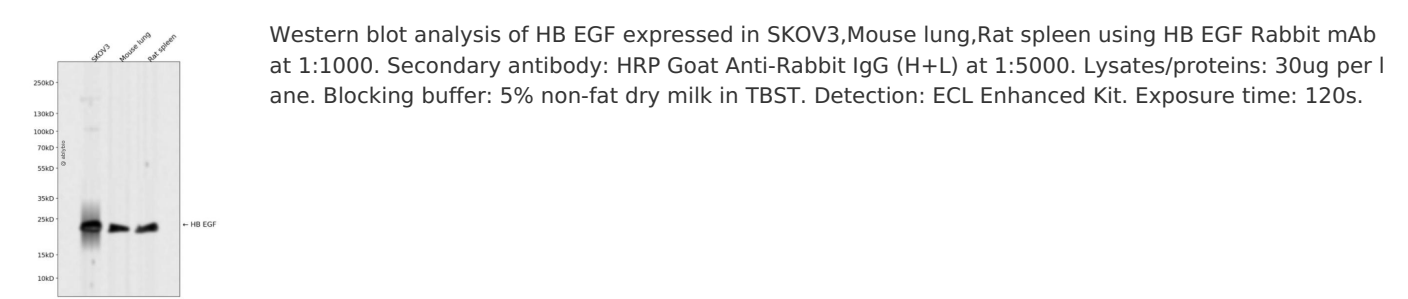 SKOV3
Mouse lung
Rat spleen
250kD
130kD
100kD
70kD
55kD
35kD
25kD
15kD
10kD
← HB EGF
Western blot analysis of HB EGF expressed in SKOV3,Mouse lung,Rat spleen using HB EGF Rabbit mAb
at 1:1000. Secondary antibody: HRP Goat Anti-Rabbit IgG (H+L) at 1:5000. Lysates/proteins: 30ug per l
ane. Blocking buffer: 5% non-fat dry milk in TBST. Detection: ECL Enhanced Kit. Exposure time: 120s.